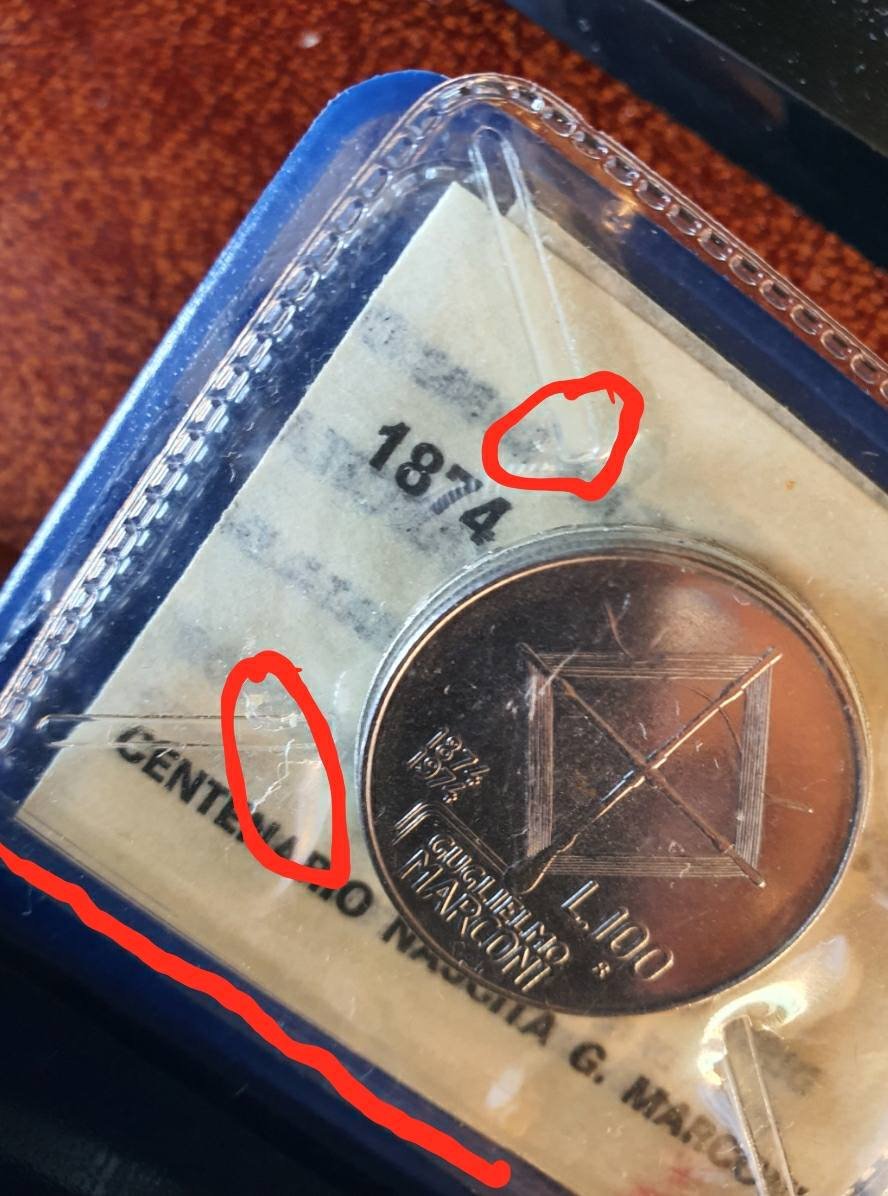 1874
CENTENARIO NASCITA G. MARCONI
1874
1974
GUGLIELMO
MARCONI
L.100
R